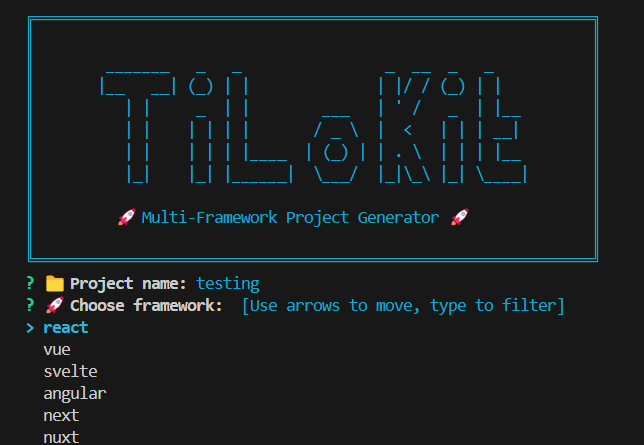 TiLoKit
🚀 Multi-Framework Project Generator 🚀
? 📁 Project name: testing
? 🚀 Choose framework:  [Use arrows to move, type to filter]
> react
vue
svelte
angular
next
nuxt